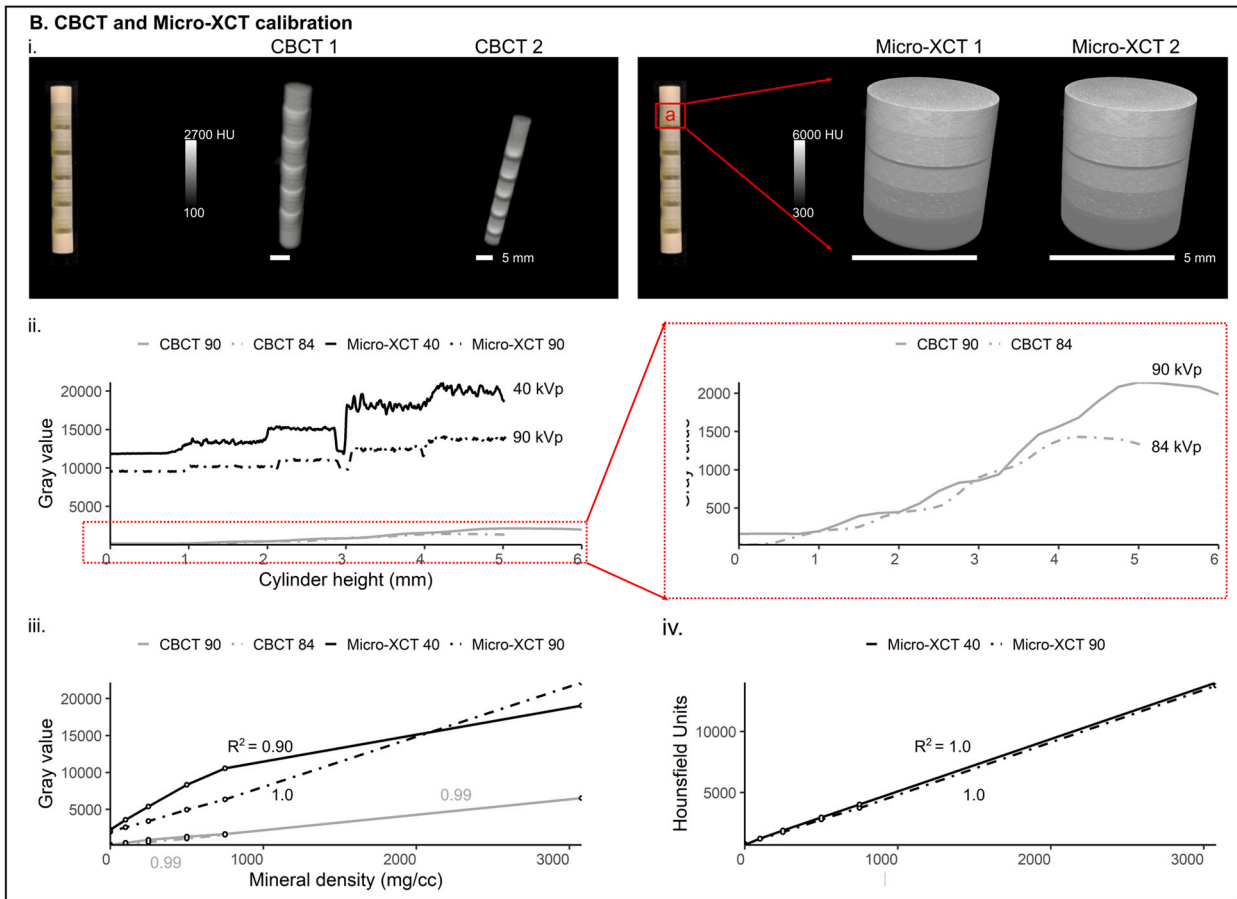 B. CBCT and Micro-XCT calibration
i.
CBCT 1
CBCT 2
Micro-XCT 1
Micro-XCT 2
2700 HU
100
5 mm
a
6000 HU
300
5 mm
ii.
CBCT 90 CBCT 84 Micro-XCT 40 Micro-XCT 90
20000
15000
10000
5000
Gray value
40 kVp
90 kVp
0 1 2 3 4 5 6
Cylinder height (mm)
CBCT 90 CBCT 84
2000
1500
1000
500
90 kVp
84 kVp
0 1 2 3 4 5 6
iii.
CBCT 90 CBCT 84 Micro-XCT 40 Micro-XCT 90
20000
15000
10000
5000
Gray value
R² = 0.90
1.0
0.99
0.99
0 1000 2000 3000
Mineral density (mg/cc)
iv.
Micro-XCT 40 Micro-XCT 90
10000
5000
Hounsfield Units
R² = 1.0
1.0
0 1000 2000 3000